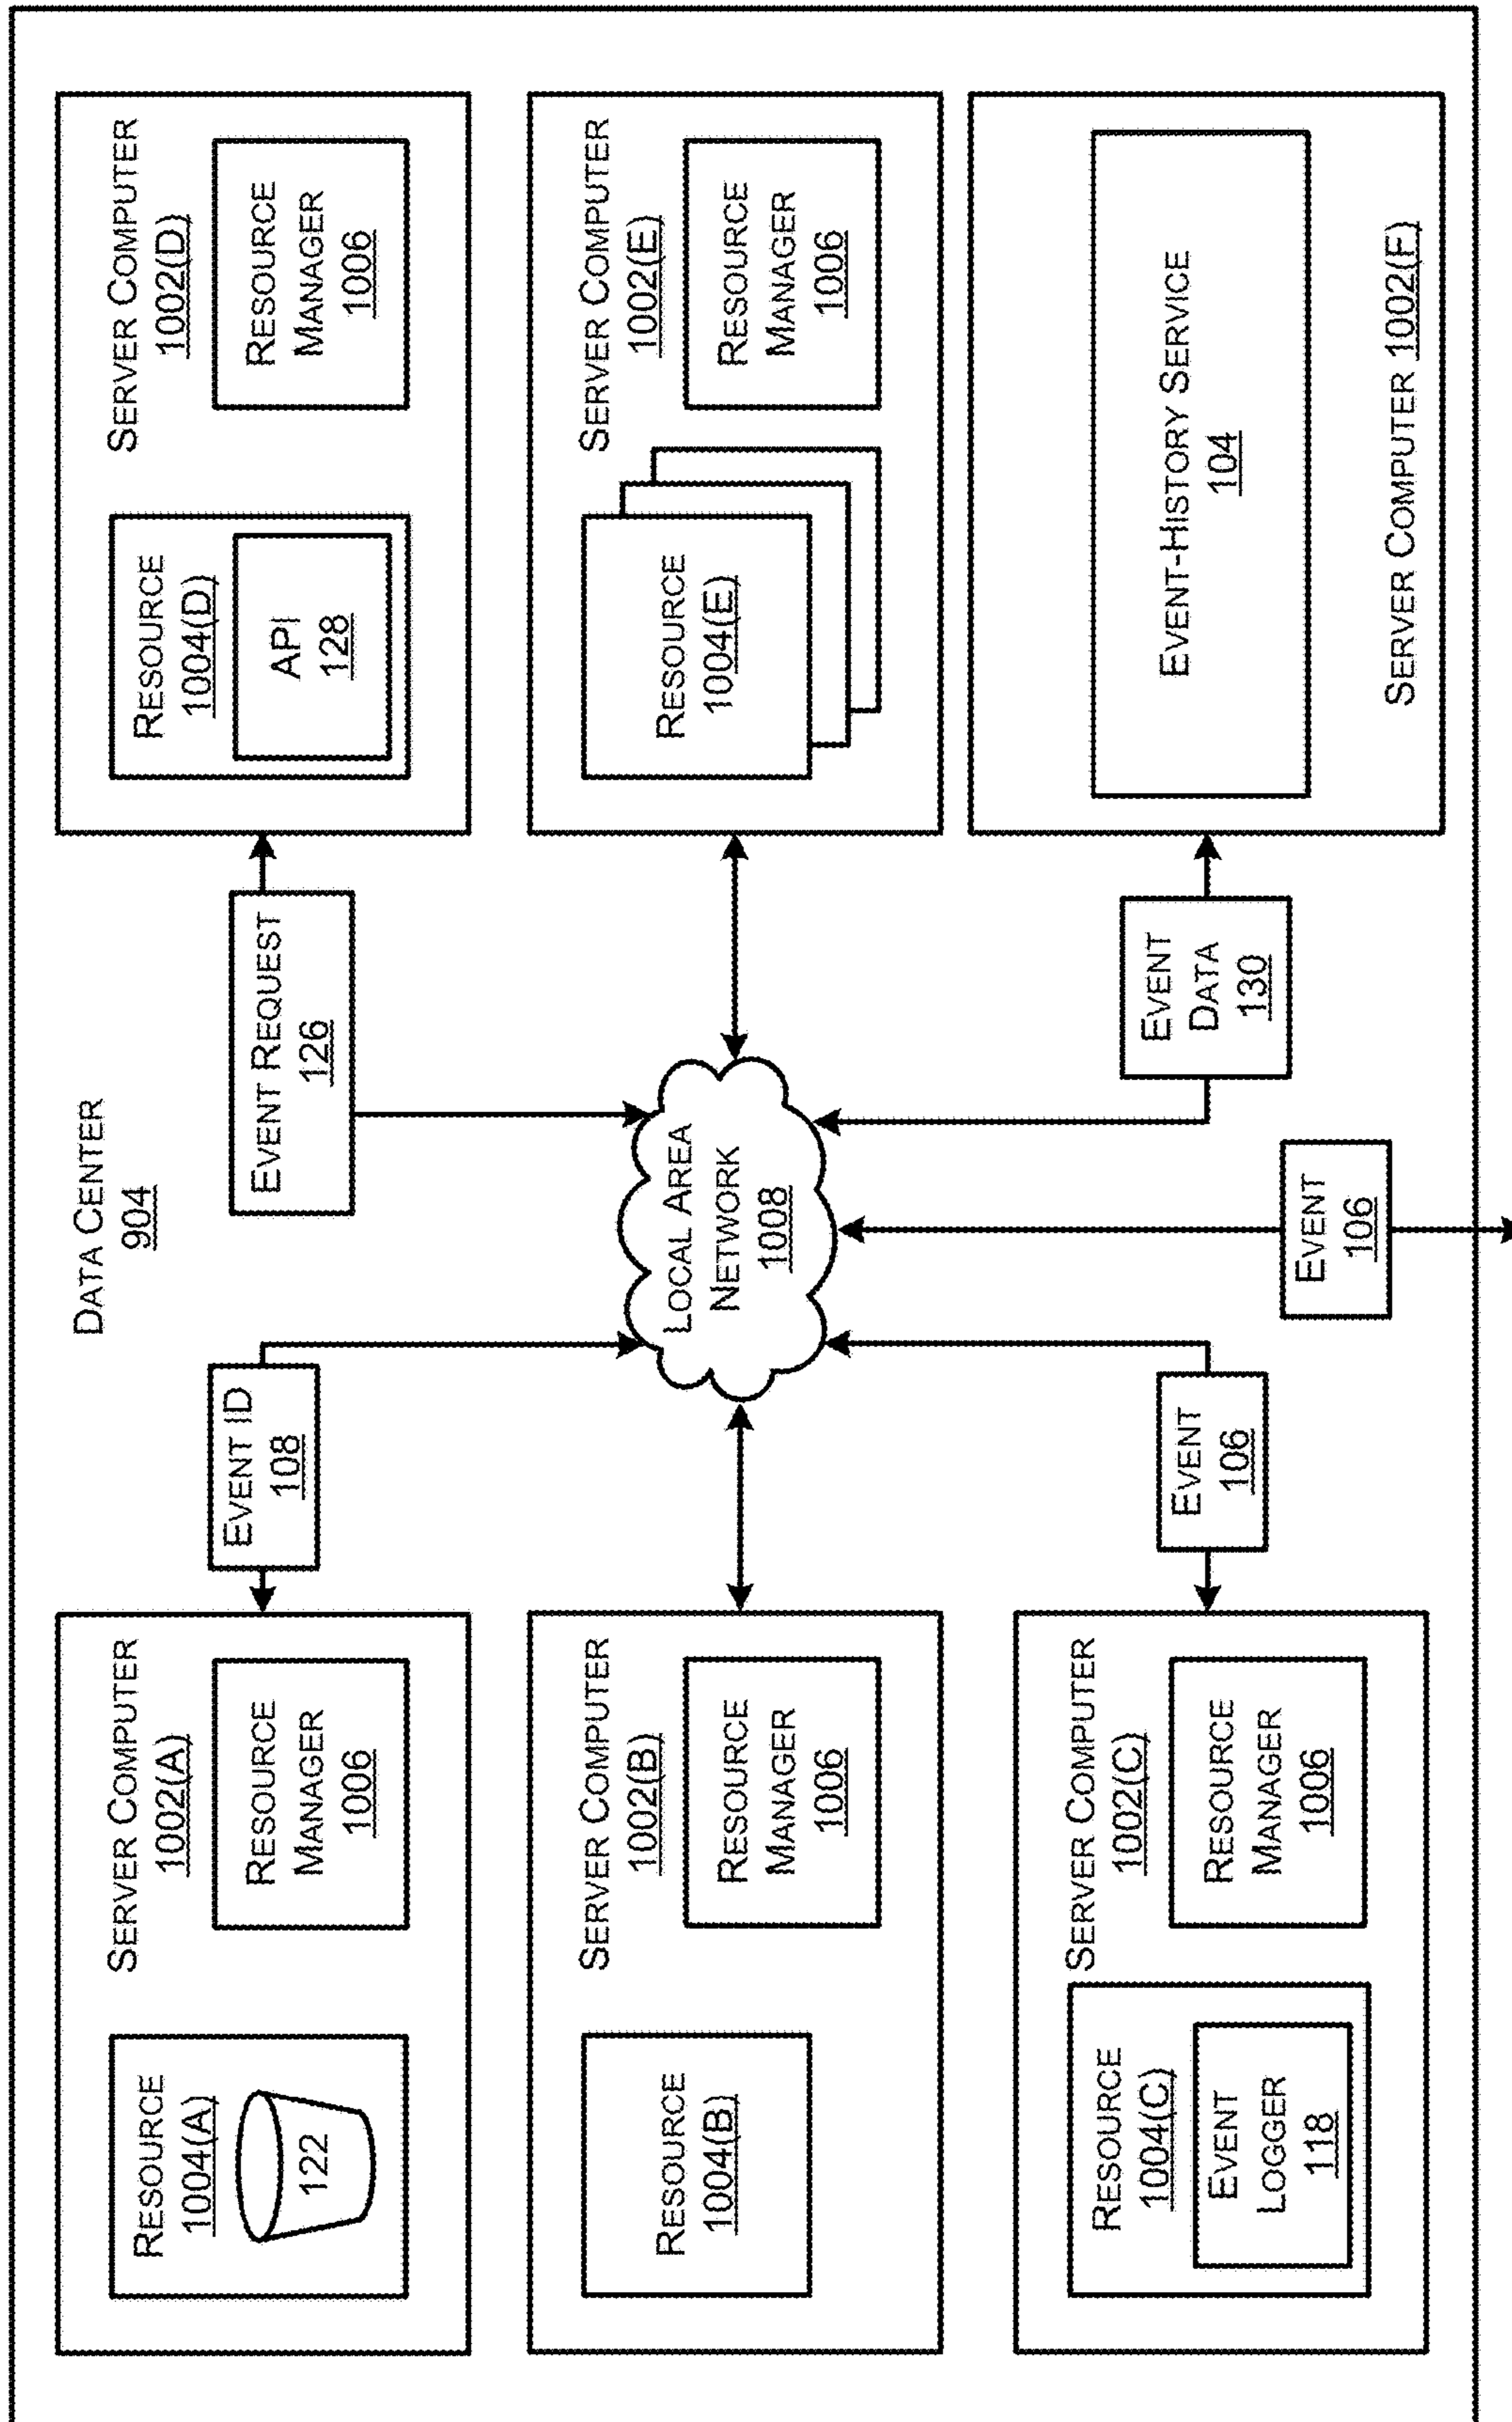 DATA CENTER
904
SERVER COMPUTER
1002(A)
RESOURCE
1004(A)
122
RESOURCE
MANAGER
1006
EVENT ID
108
EVENT REQUEST
126
SERVER COMPUTER
1002(D)
RESOURCE
1004(D)
API
128
RESOURCE
MANAGER
1006
SERVER COMPUTER
1002(B)
RESOURCE
1004(B)
RESOURCE
MANAGER
1006
LOCAL AREA
NETWORK
1008
SERVER COMPUTER
1002(E)
RESOURCE
1004(E)
RESOURCE
MANAGER
1006
SERVER COMPUTER
1002(C)
RESOURCE
1004(C)
EVENT
LOGGER
118
RESOURCE
MANAGER
1006
EVENT
106
EVENT
106
EVENT
DATA
130
EVENT-HISTORY SERVICE
104
SERVER COMPUTER 1002(F)